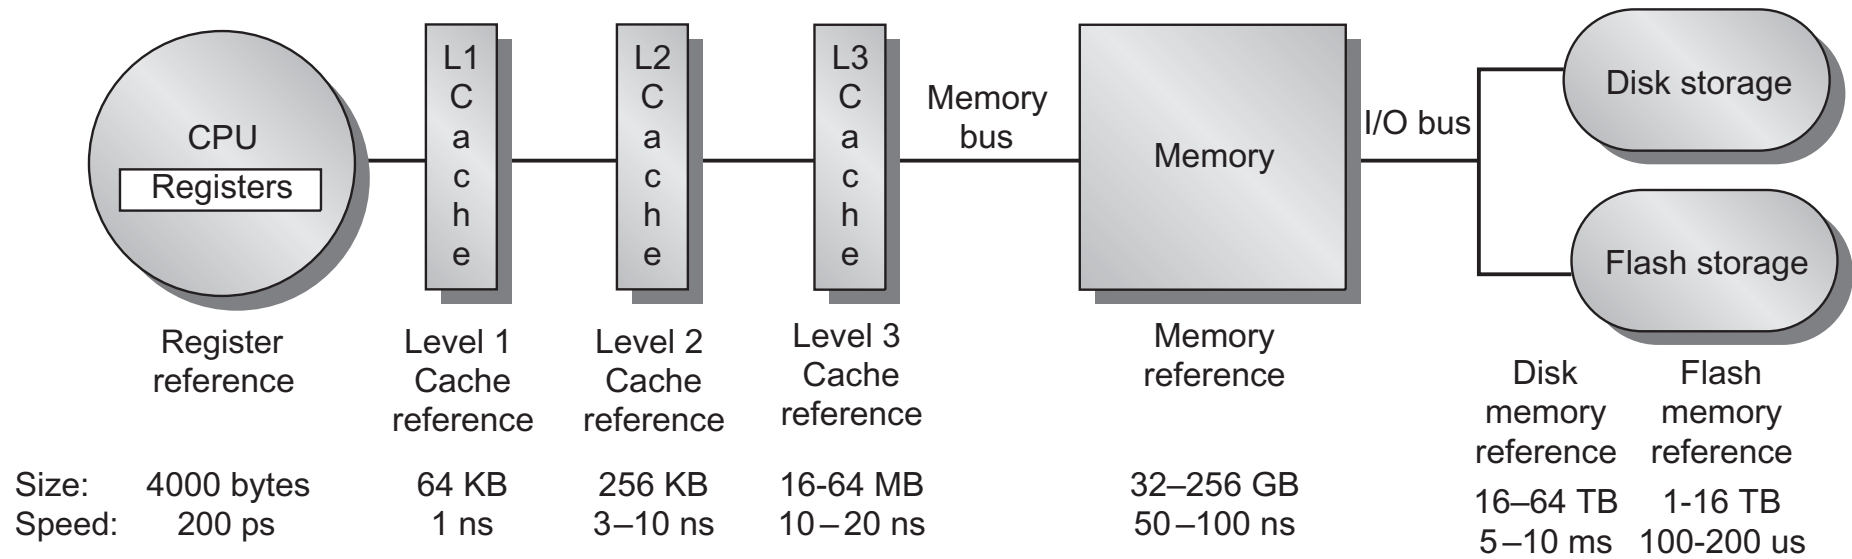 CPU
Registers
L1
C
a
c
h
e
L2
C
a
c
h
e
L3
C
a
c
h
e
Memory
bus
Memory
I/O bus
Disk storage
Flash storage
Register
reference
Level 1
Cache
reference
Level 2
Cache
reference
Level 3
Cache
reference
Memory
reference
Disk
memory
reference
Flash
memory
reference
Size: 4000 bytes 64 KB 256 KB 16-64 MB 32–256 GB 16–64 TB 1-16 TB
Speed: 200 ps 1 ns 3–10 ns 10–20 ns 50–100 ns 5–10 ms 100-200 us